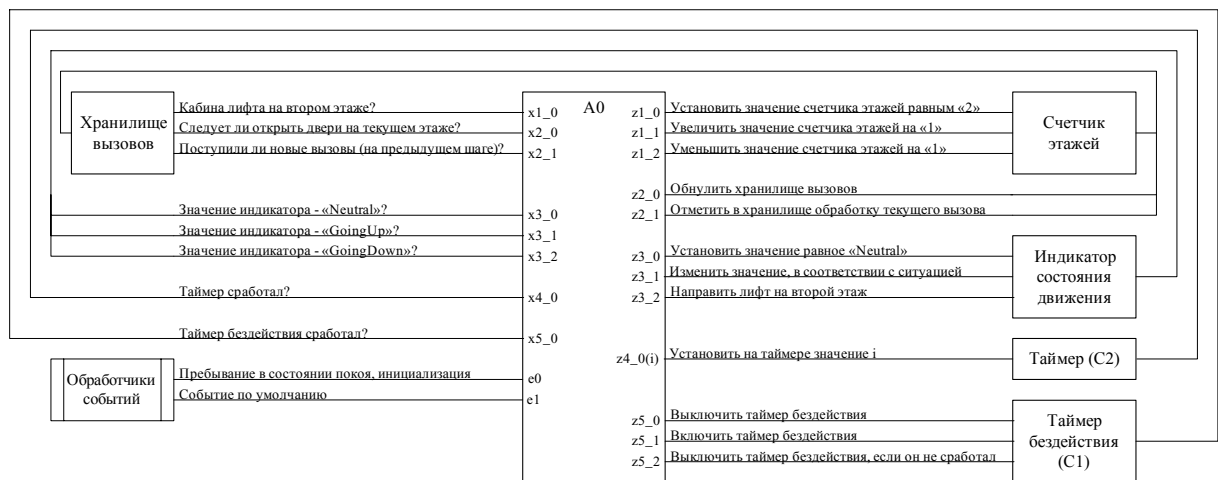 A0
Хранилище
вызовов
Кабина лифта на втором этаже?
x1_0
Следует ли открыть двери на текущем этаже?
x2_0
Поступили ли новые вызовы (на предыдущем шаге)?
x2_1
Значение индикатора - «Neutral»?
x3_0
Значение индикатора - «GoingUp»?
x3_1
Значение индикатора - «GoingDown»?
x3_2
Таймер сработал?
x4_0
Таймер бездействия сработал?
x5_0
Обработчики
событий
Пребывание в состоянии покоя, инициализация
e0
Событие по умолчанию
e1
z1_0 Установить значение счетчика этажей равным «2»
z1_1 Увеличить значение счетчика этажей на «1»
z1_2 Уменьшить значение счетчика этажей на «1»
Счетчик
этажей
z2_0 Обнулить хранилище вызовов
z2_1 Отметить в хранилище обработку текущего вызова
z3_0 Установить значение равное «Neutral»
z3_1 Изменить значение, в соответствии с ситуацией
z3_2 Направить лифт на второй этаж
Индикатор
состояния
движения
z4_0(i) Установить на таймере значение i
Таймер (C2)
z5_0 Выключить таймер бездействия
z5_1 Включить таймер бездействия
z5_2 Выключить таймер бездействия, если он не сработал
Таймер
бездействия
(C1)